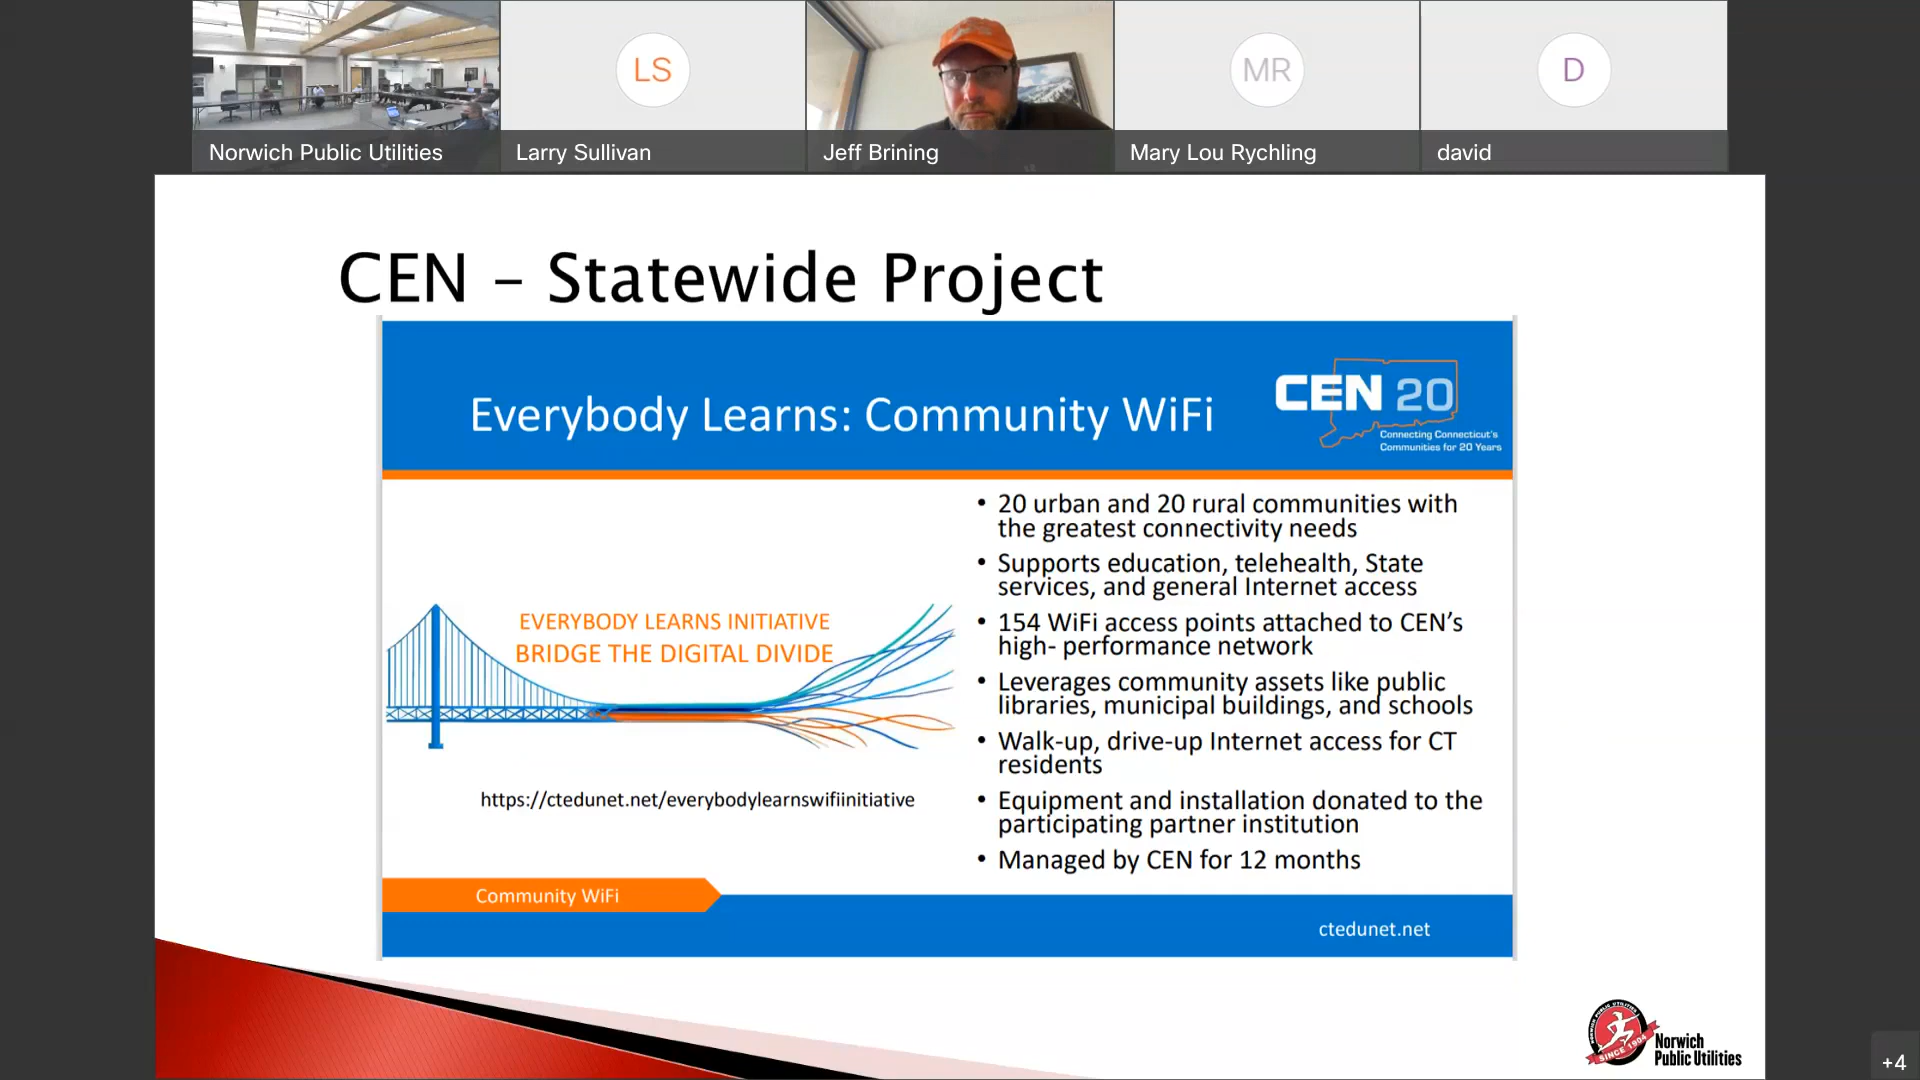 LS
MR
D
Norwich Public Utilities
Larry Sullivan
Jeff Brining
Mary Lou Rychling
david
CEN – Statewide Project
Everybody Learns: Community WiFi
CEN 20
Connecting Connecticut's
Communities for 20 Years
EVERYBODY LEARNS INITIATIVE
BRIDGE THE DIGITAL DIVIDE
https://ctedunet.net/everybodylearnswifiinitiative
• 20 urban and 20 rural communities with
the greatest connectivity needs
• Supports education, telehealth, State
services, and general Internet access
• 154 WiFi access points attached to CEN’s
high- performance network
• Leverages community assets like public
libraries, municipal buildings, and schools
• Walk-up, drive-up Internet access for CT
residents
• Equipment and installation donated to the
participating partner institution
• Managed by CEN for 12 months
Community WiFi
ctedunet.net
NORWICH PUBLIC UTILITIES
SINCE 1904
Norwich
Public Utilities
+4